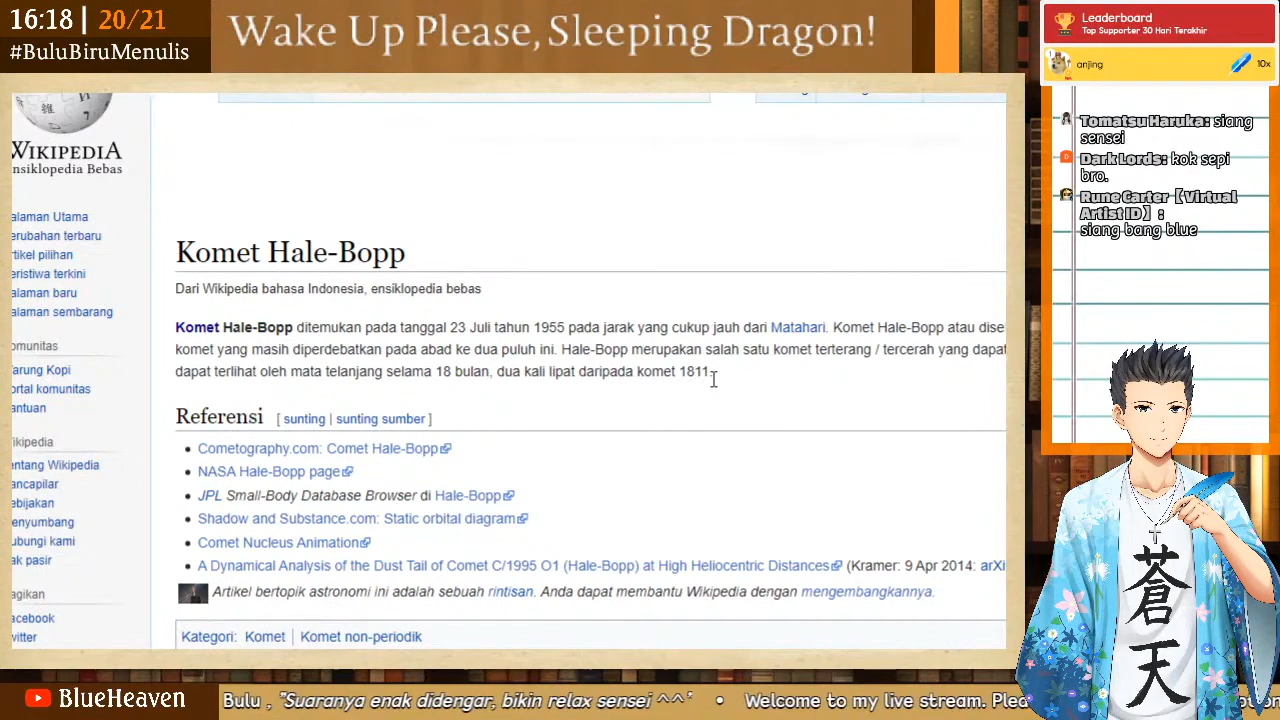 16:18 | 20/21
#BuluBiruMenulis
Wake Up Please, Sleeping Dragon!
Leaderboard
Top Supporter 30 Hari Terakhir
1
anjing
10x
Tomatsu Haruka: siang
sensei
Dark Lords: kok sepi
bro.
Rune Carter【Virtual
Artist ID】:
siang bang blue
WIKIPEDIA
ensiklopedia Bebas
alaman Utama
erubahan terbaru
rtikel pilihan
eristiwa terkini
alaman baru
alaman sembarang
omunitas
arung Kopi
ortal komunitas
antuan
ikipedia
entang Wikipedia
ancapilar
ebijakan
enyumbang
ubungi kami
ak pasir
agikan
acebook
witter
Komet Hale-Bopp
Dari Wikipedia bahasa Indonesia, ensiklopedia bebas
Komet Hale-Bopp ditemukan pada tanggal 23 Juli tahun 1955 pada jarak yang cukup jauh dari Matahari. Komet Hale-Bopp atau dise
komet yang masih diperdebatkan pada abad ke dua puluh ini. Hale-Bopp merupakan salah satu komet terterang / tercerah yang dapat
dapat terlihat oleh mata telanjang selama 18 bulan, dua kali lipat daripada komet 1811.
Referensi [ sunting | sunting sumber ]
Cometography.com: Comet Hale-Bopp
NASA Hale-Bopp page
JPL Small-Body Database Browser di Hale-Bopp
Shadow and Substance.com: Static orbital diagram
Comet Nucleus Animation
A Dynamical Analysis of the Dust Tail of Comet C/1995 O1 (Hale-Bopp) at High Heliocentric Distances (Kramer: 9 Apr 2014: arXi
Artikel bertopik astronomi ini adalah sebuah rintisan. Anda dapat membantu Wikipedia dengan mengembangkannya.
Kategori: Komet | Komet non-periodik
蒼
天
BlueHeaven
Bulu , "Suaranya enak didengar, bikin relax sensei ^^" • Welcome to my live stream. Plea